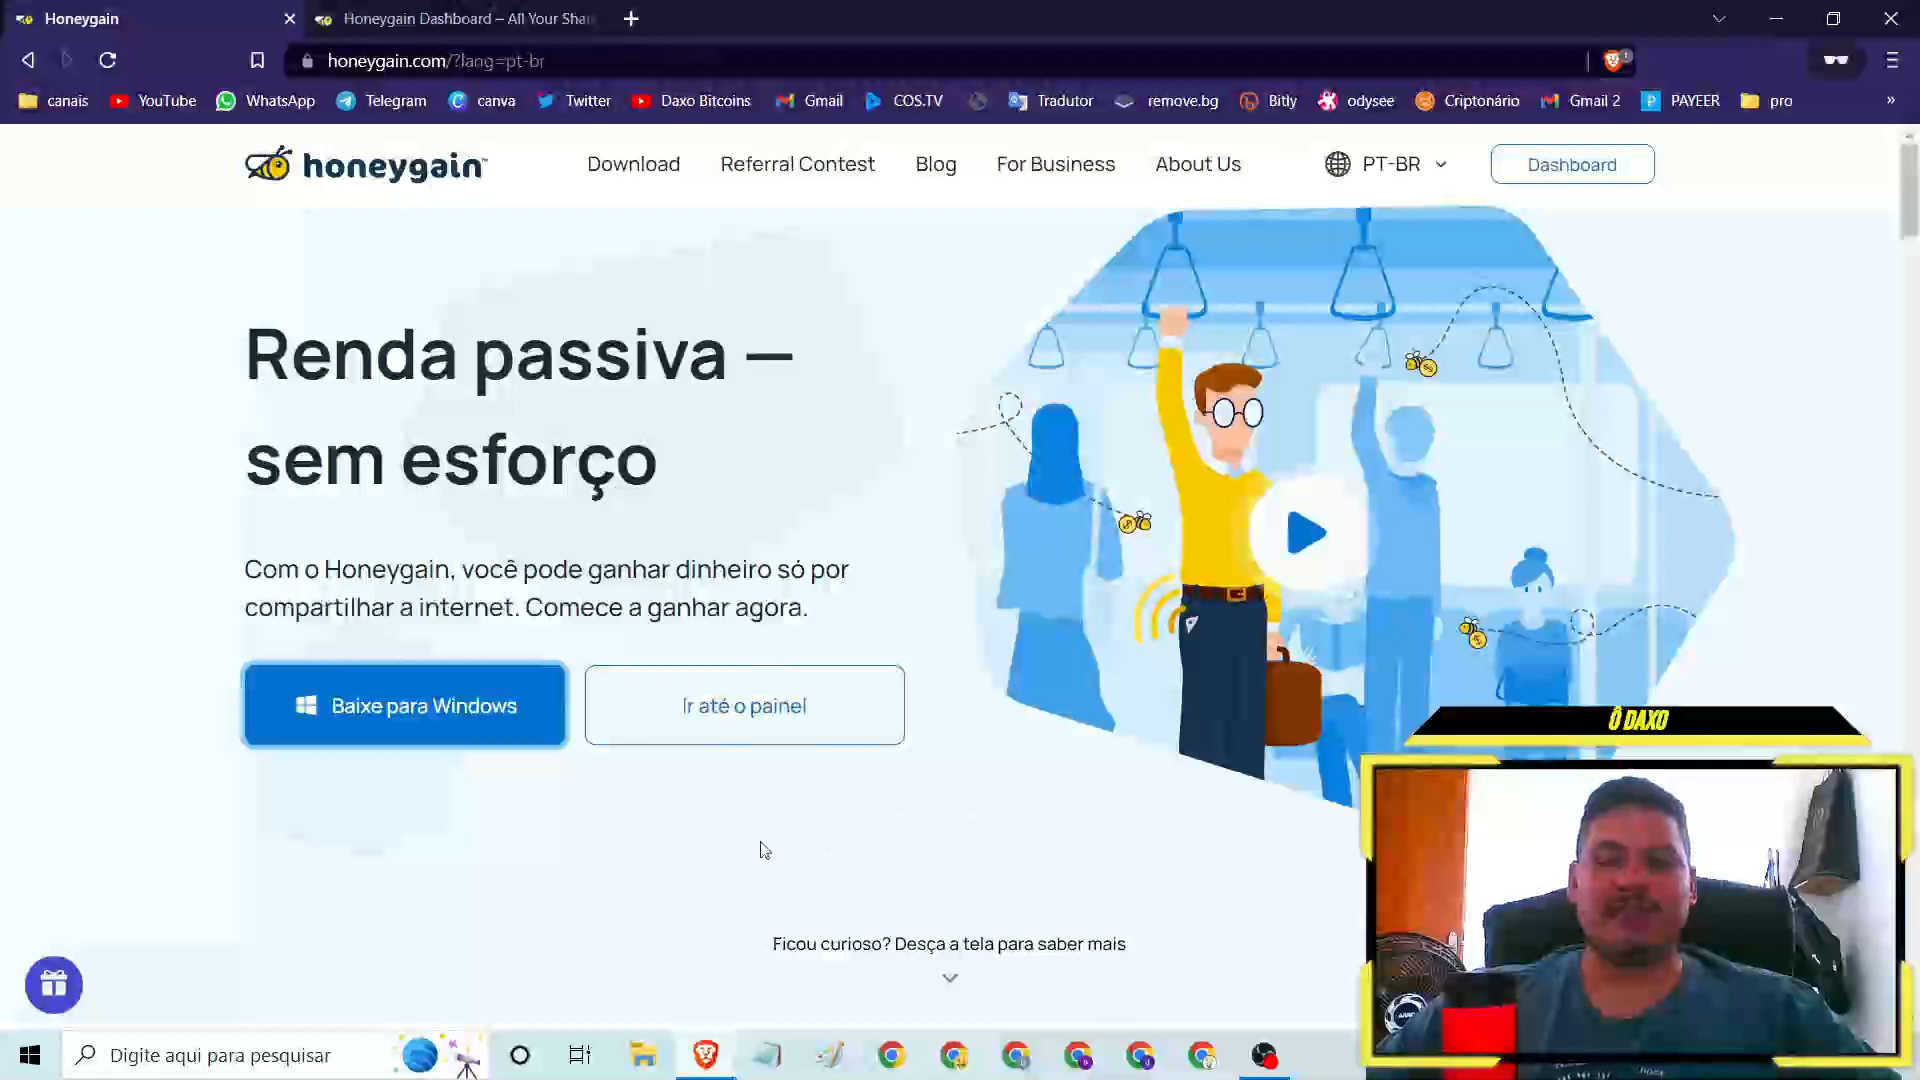 Honeygain
Honeygain Dashboard – All Your Shar
honeygain.com/?lang=pt-br
canais
YouTube
WhatsApp
Telegram
canva
Twitter
Daxo Bitcoins
Gmail
COS.TV
Tradutor
remove.bg
Bitly
odysee
Criptonário
Gmail 2
PAYEER
pro
honeygain
Download
Referral Contest
Blog
For Business
About Us
PT-BR
Dashboard
Renda passiva —
sem esforço
Com o Honeygain, você pode ganhar dinheiro só por
compartilhar a internet. Comece a ganhar agora.
Baixe para Windows
Ir até o painel
Ô DAXO
Ficou curioso? Desça a tela para saber mais
Digite aqui para pesquisar